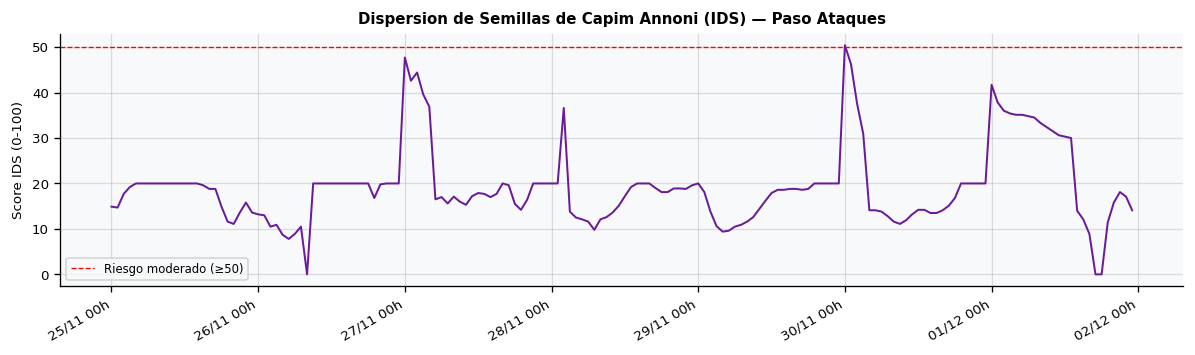 Dispersion de Semillas de Capim Annoni (IDS) — Paso Ataques
Score IDS (0-100)
50
40
30
20
10
0
Riesgo moderado (≥50)
25/11 00h
26/11 00h
27/11 00h
28/11 00h
29/11 00h
30/11 00h
01/12 00h
02/12 00h